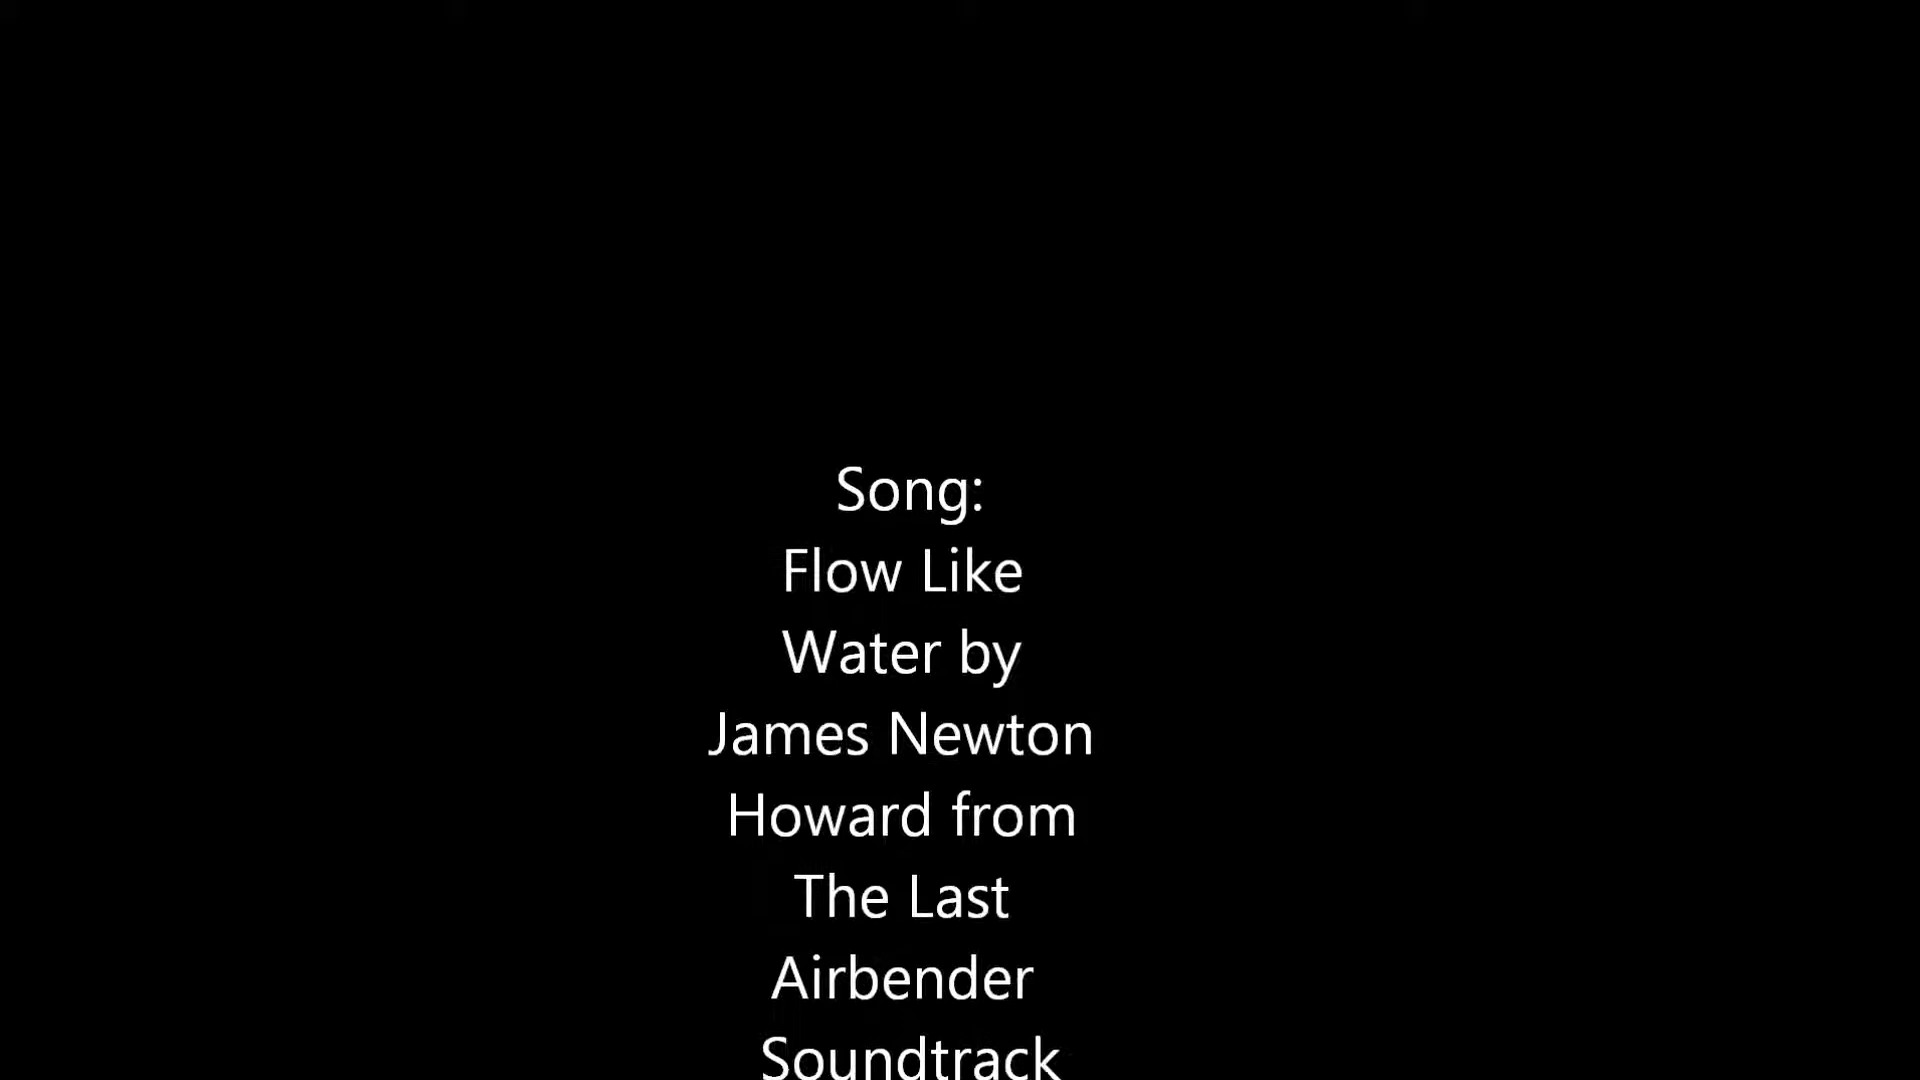 Song:
Flow Like
Water by
James Newton
Howard from
The Last
Airbender
Soundtrack